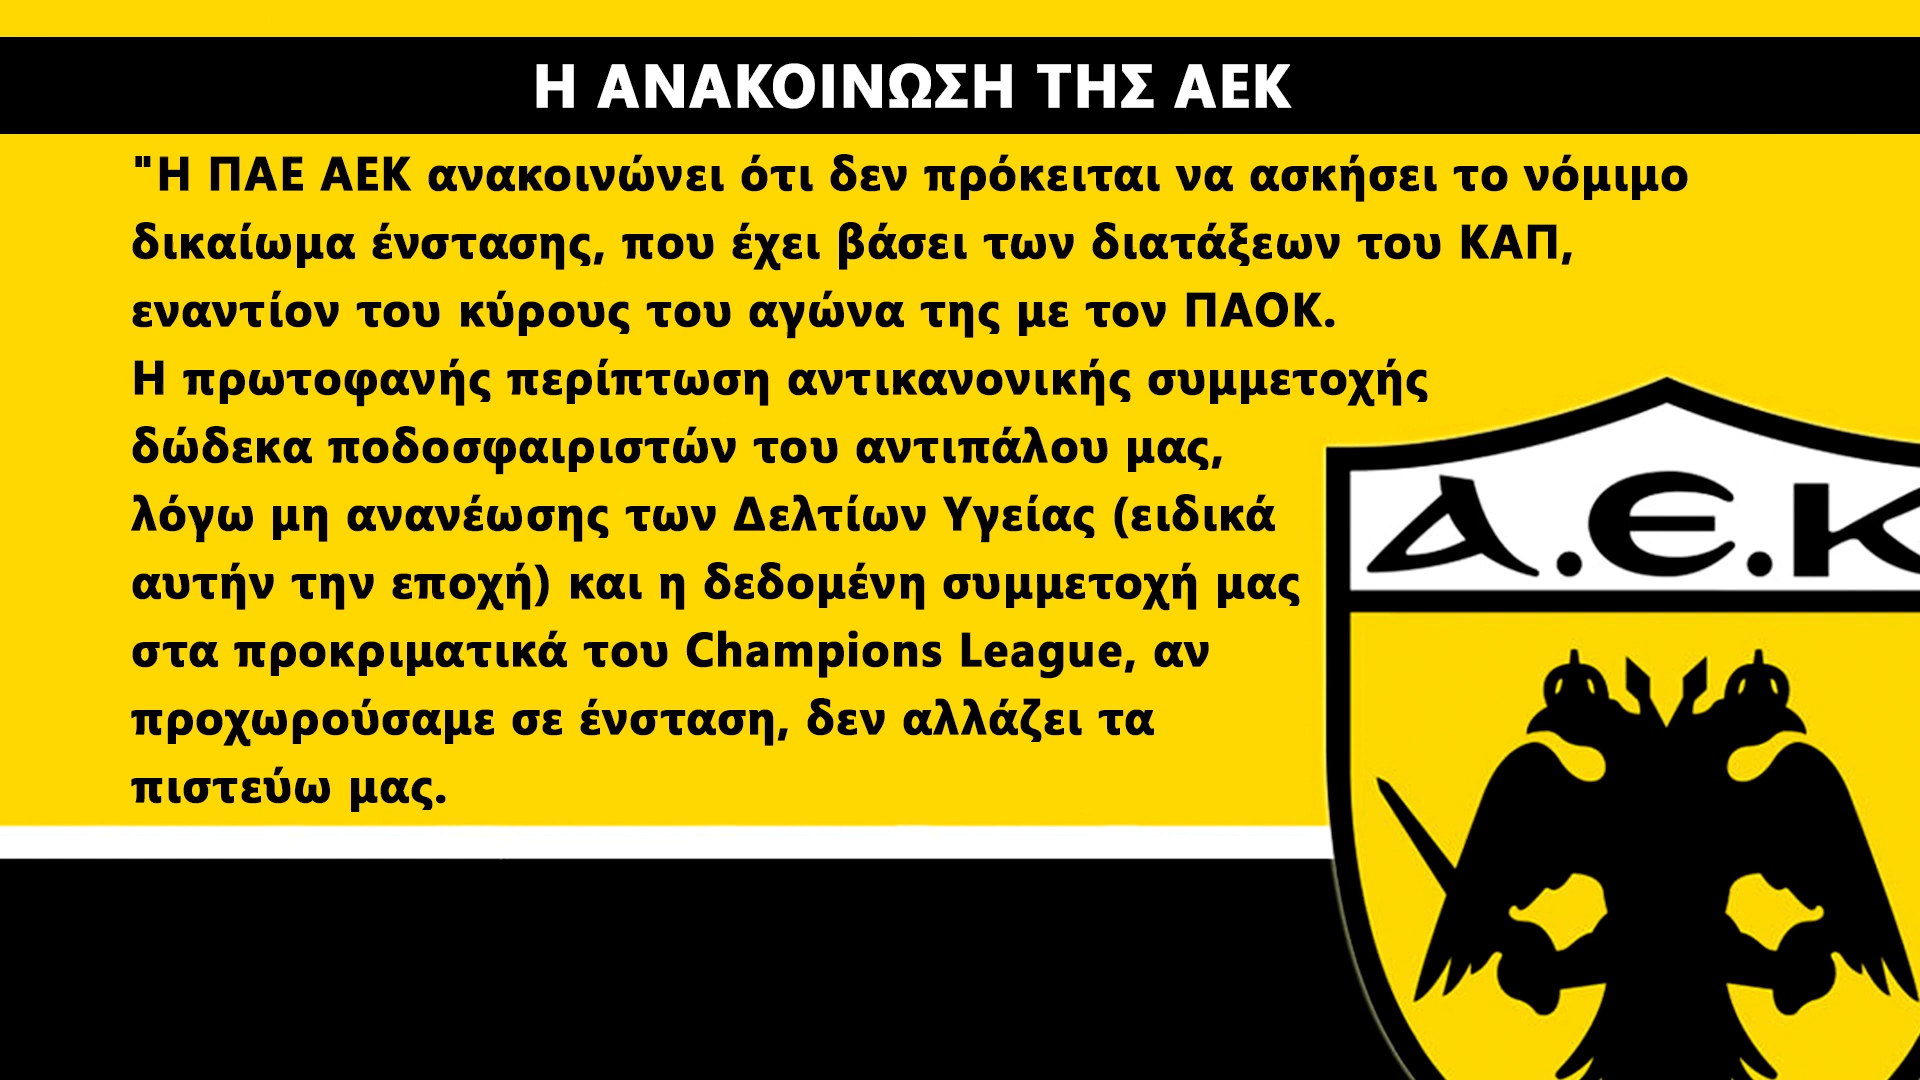 Η ΑΝΑΚΟΙΝΩΣΗ ΤΗΣ ΑΕΚ
"Η ΠΑΕ ΑΕΚ ανακοινώνει ότι δεν πρόκειται να ασκήσει το νόμιμο
δικαίωμα ένστασης, που έχει βάσει των διατάξεων του ΚΑΠ,
εναντίον του κύρους του αγώνα της με τον ΠΑΟΚ.
Η πρωτοφανής περίπτωση αντικανονικής συμμετοχής
δώδεκα ποδοσφαιριστών του αντιπάλου μας,
λόγω μη ανανέωσης των Δελτίων Υγείας (ειδικά
αυτήν την εποχή) και η δεδομένη συμμετοχή μας
στα προκριματικά του Champions League, αν
προχωρούσαμε σε ένσταση, δεν αλλάζει τα
πιστεύω μας.
Α.Ε.Κ